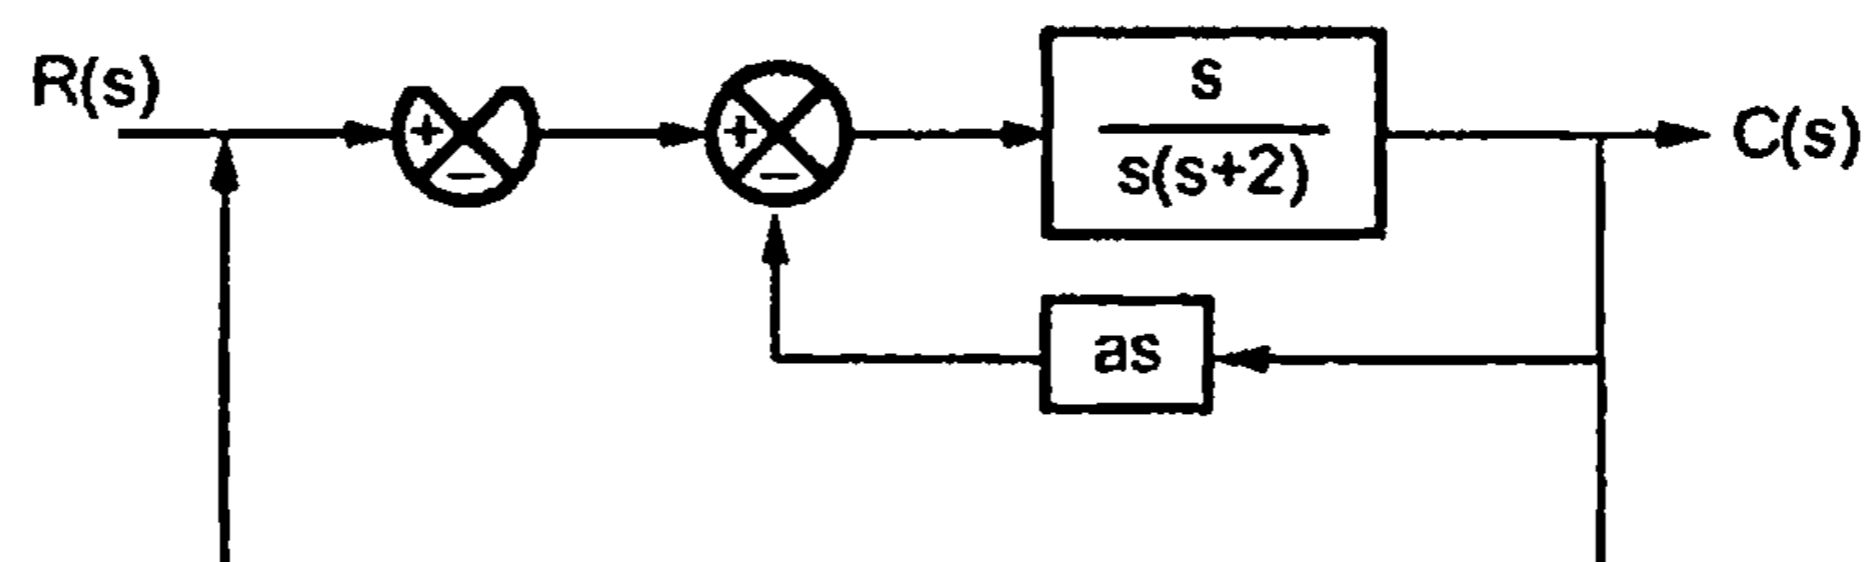 R(s)
+
−
+
−
s
s(s+2)
C(s)
as